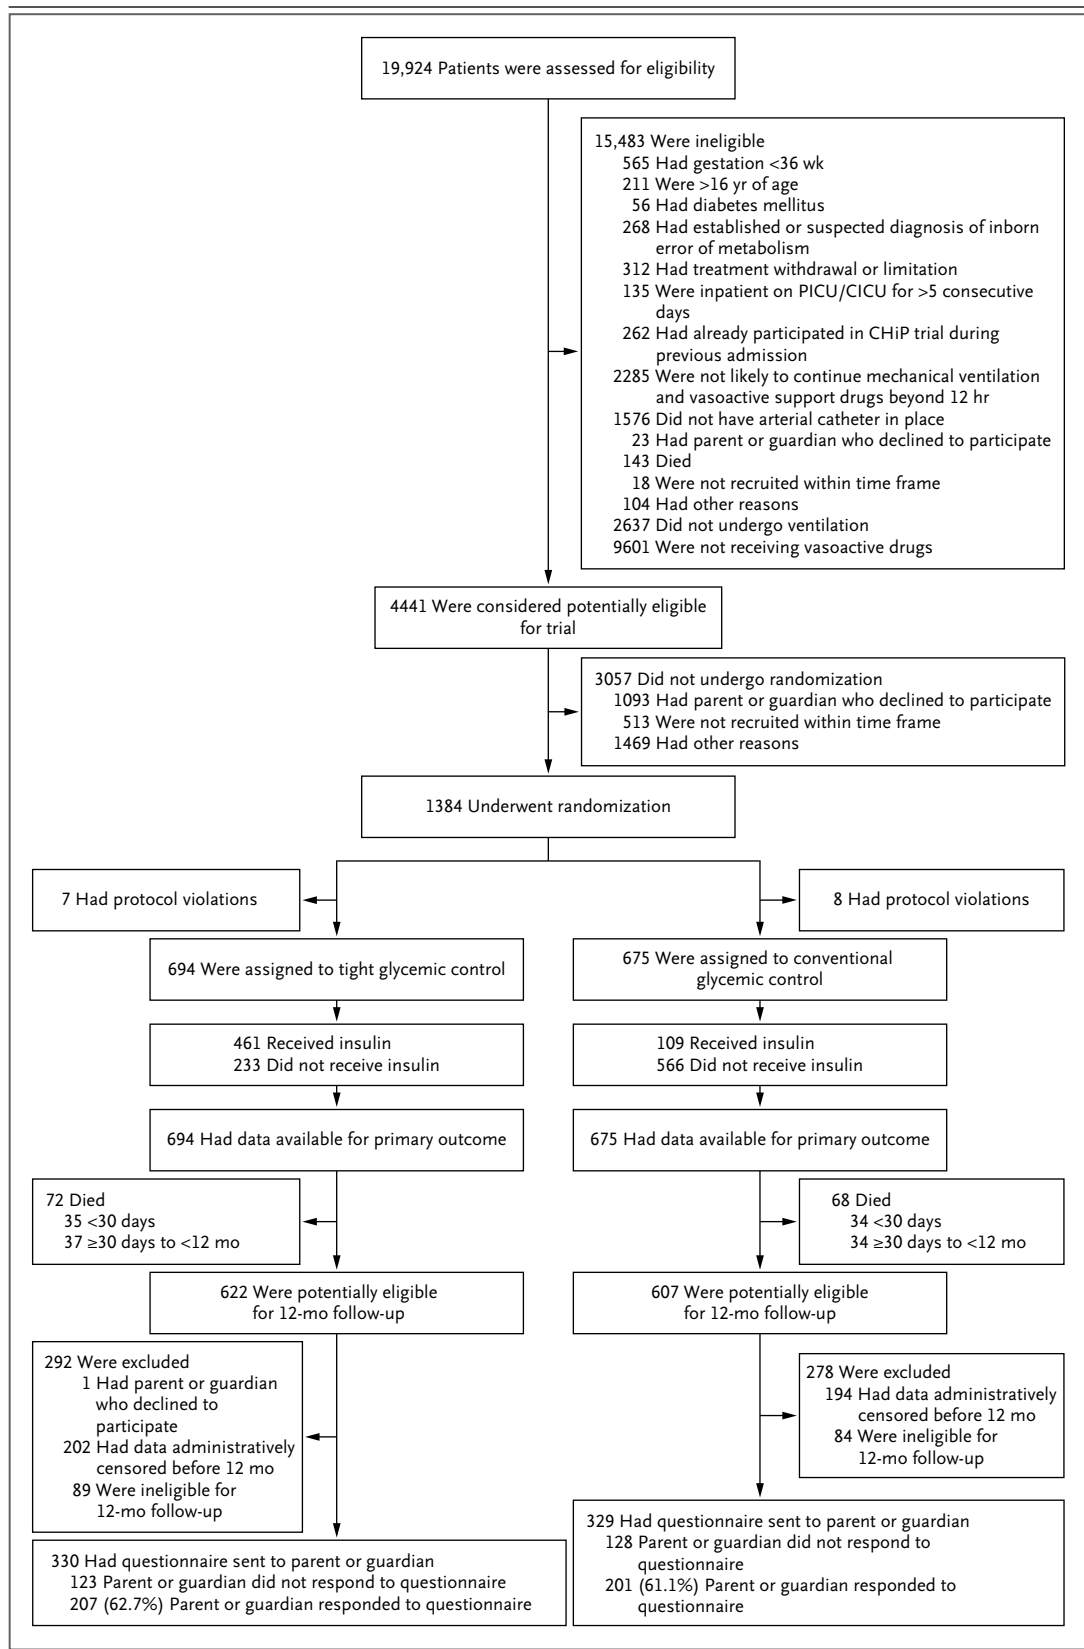 19,924 Patients were assessed for eligibility
15,483 Were ineligible
565 Had gestation <36 wk
211 Were >16 yr of age
56 Had diabetes mellitus
268 Had established or suspected diagnosis of inborn
error of metabolism
312 Had treatment withdrawal or limitation
135 Were inpatient on PICU/CICU for >5 consecutive
days
262 Had already participated in CHiP trial during
previous admission
2285 Were not likely to continue mechanical ventilation
and vasoactive support drugs beyond 12 hr
1576 Did not have arterial catheter in place
23 Had parent or guardian who declined to participate
143 Died
18 Were not recruited within time frame
104 Had other reasons
2637 Did not undergo ventilation
9601 Were not receiving vasoactive drugs
4441 Were considered potentially eligible
for trial
3057 Did not undergo randomization
1093 Had parent or guardian who declined to participate
513 Were not recruited within time frame
1469 Had other reasons
1384 Underwent randomization
7 Had protocol violations
8 Had protocol violations
694 Were assigned to tight glycemic control
675 Were assigned to conventional
glycemic control
461 Received insulin
233 Did not receive insulin
109 Received insulin
566 Did not receive insulin
694 Had data available for primary outcome
675 Had data available for primary outcome
72 Died
35 <30 days
37 ≥30 days to <12 mo
68 Died
34 <30 days
34 ≥30 days to <12 mo
622 Were potentially eligible
for 12-mo follow-up
607 Were potentially eligible
for 12-mo follow-up
292 Were excluded
1 Had parent or guardian
who declined to
participate
202 Had data administratively
censored before 12 mo
89 Were ineligible for
12-mo follow-up
278 Were excluded
194 Had data administratively
censored before 12 mo
84 Were ineligible for
12-mo follow-up
330 Had questionnaire sent to parent or guardian
123 Parent or guardian did not respond to questionnaire
207 (62.7%) Parent or guardian responded to questionnaire
329 Had questionnaire sent to parent or guardian
128 Parent or guardian did not respond to
questionnaire
201 (61.1%) Parent or guardian responded to
questionnaire